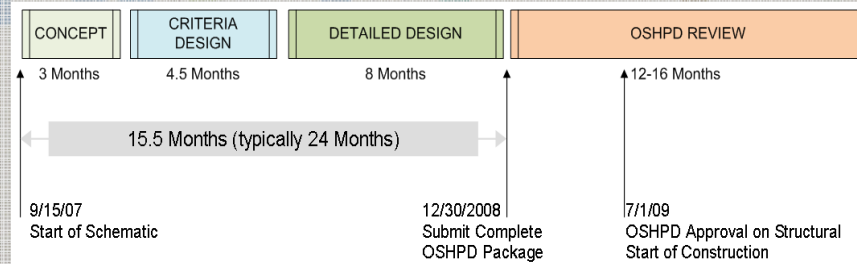 CONCEPT
CRITERIA
DESIGN
DETAILED DESIGN
OSHPD REVIEW
3 Months
4.5 Months
8 Months
12-16 Months
15.5 Months (typically 24 Months)
9/15/07
Start of Schematic
12/30/2008
Submit Complete
OSHPD Package
7/1/09
OSHPD Approval on Structural
Start of Construction